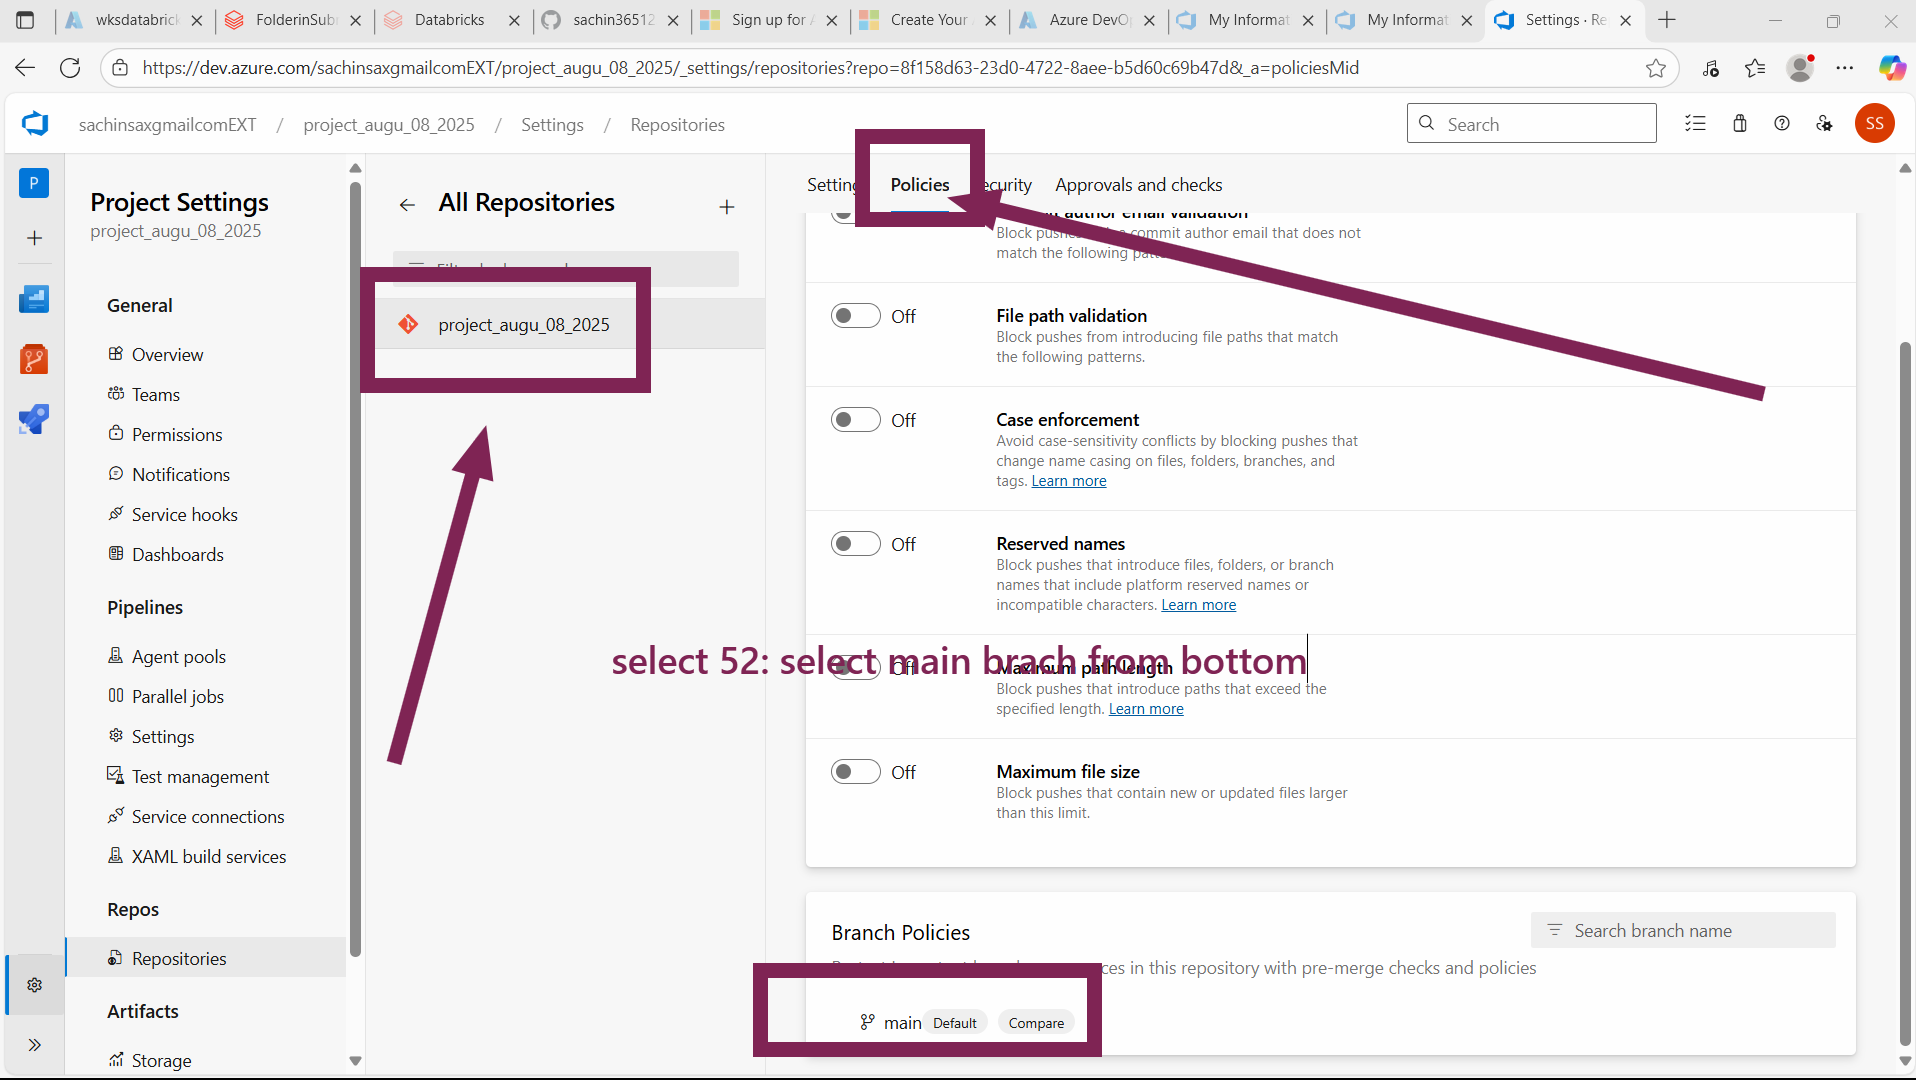 wksdatabrick
FolderinSub
Databricks
sachin36512
Sign up for
Create Your
Azure DevO
My Informat
My Informat
Settings · Re
https://dev.azure.com/sachinsaxgmailcomEXT/project_augu_08_2025/_settings/repositories?repo=8f158d63-23d0-4722-8aee-b5d60c69b47d&_a=policiesMid
sachinsaxgmailcomEXT / project_augu_08_2025 / Settings / Repositories
Search
SS
P
Project Settings
project_augu_08_2025
General
Overview
Teams
Permissions
Notifications
Service hooks
Dashboards
Pipelines
Agent pools
Parallel jobs
Settings
Test management
Service connections
XAML build services
Repos
Repositories
Artifacts
Storage
All Repositories
project_augu_08_2025
Policies
Approvals and checks
author email validation
commit author email that does not
match the following
Off
File path validation
Block pushes from introducing file paths that match
the following patterns.
Off
Case enforcement
Avoid case-sensitivity conflicts by blocking pushes that
change name casing on files, folders, branches, and
tags. Learn more
Off
Reserved names
Block pushes that introduce files, folders, or branch
names that include platform reserved names or
incompatible characters. Learn more
select 52: select main brach from bottom
Off
Maximum path length
Block pushes that introduce paths that exceed the
specified length. Learn more
Off
Maximum file size
Block pushes that contain new or updated files larger
than this limit.
Branch Policies
Search branch name
in this repository with pre-merge checks and policies
main Default Compare